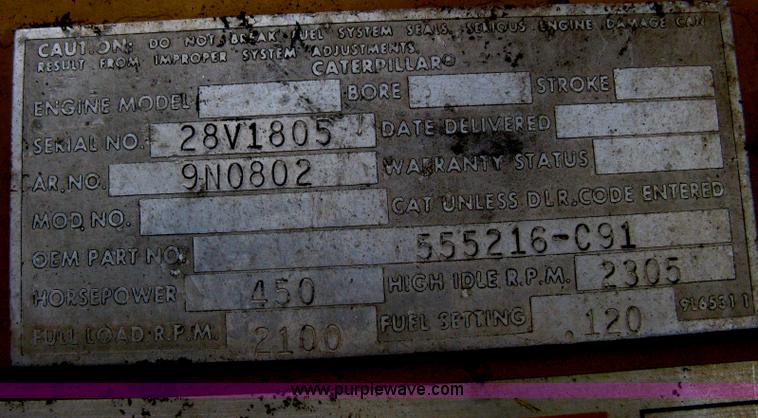 CAUTION: DO NOT BREAK FUEL SYSTEM SEALS. SERIOUS ENGINE DAMAGE CAN
RESULT FROM IMPROPER SYSTEM ADJUSTMENTS.
CATERPILLAR®
ENGINE MODEL BORE STROKE
SERIAL NO. 28V1805 DATE DELIVERED
AR. NO. 9N0802 WARRANTY STATUS
MOD. NO. CAT UNLESS DLR. CODE ENTERED
OEM PART NO. 555216-C91
HORSEPOWER 450 HIGH IDLE R.P.M. 2305
FULL LOAD R.P.M. 2100 FUEL SETTING .120 9L6531 1
www.purplewave.com